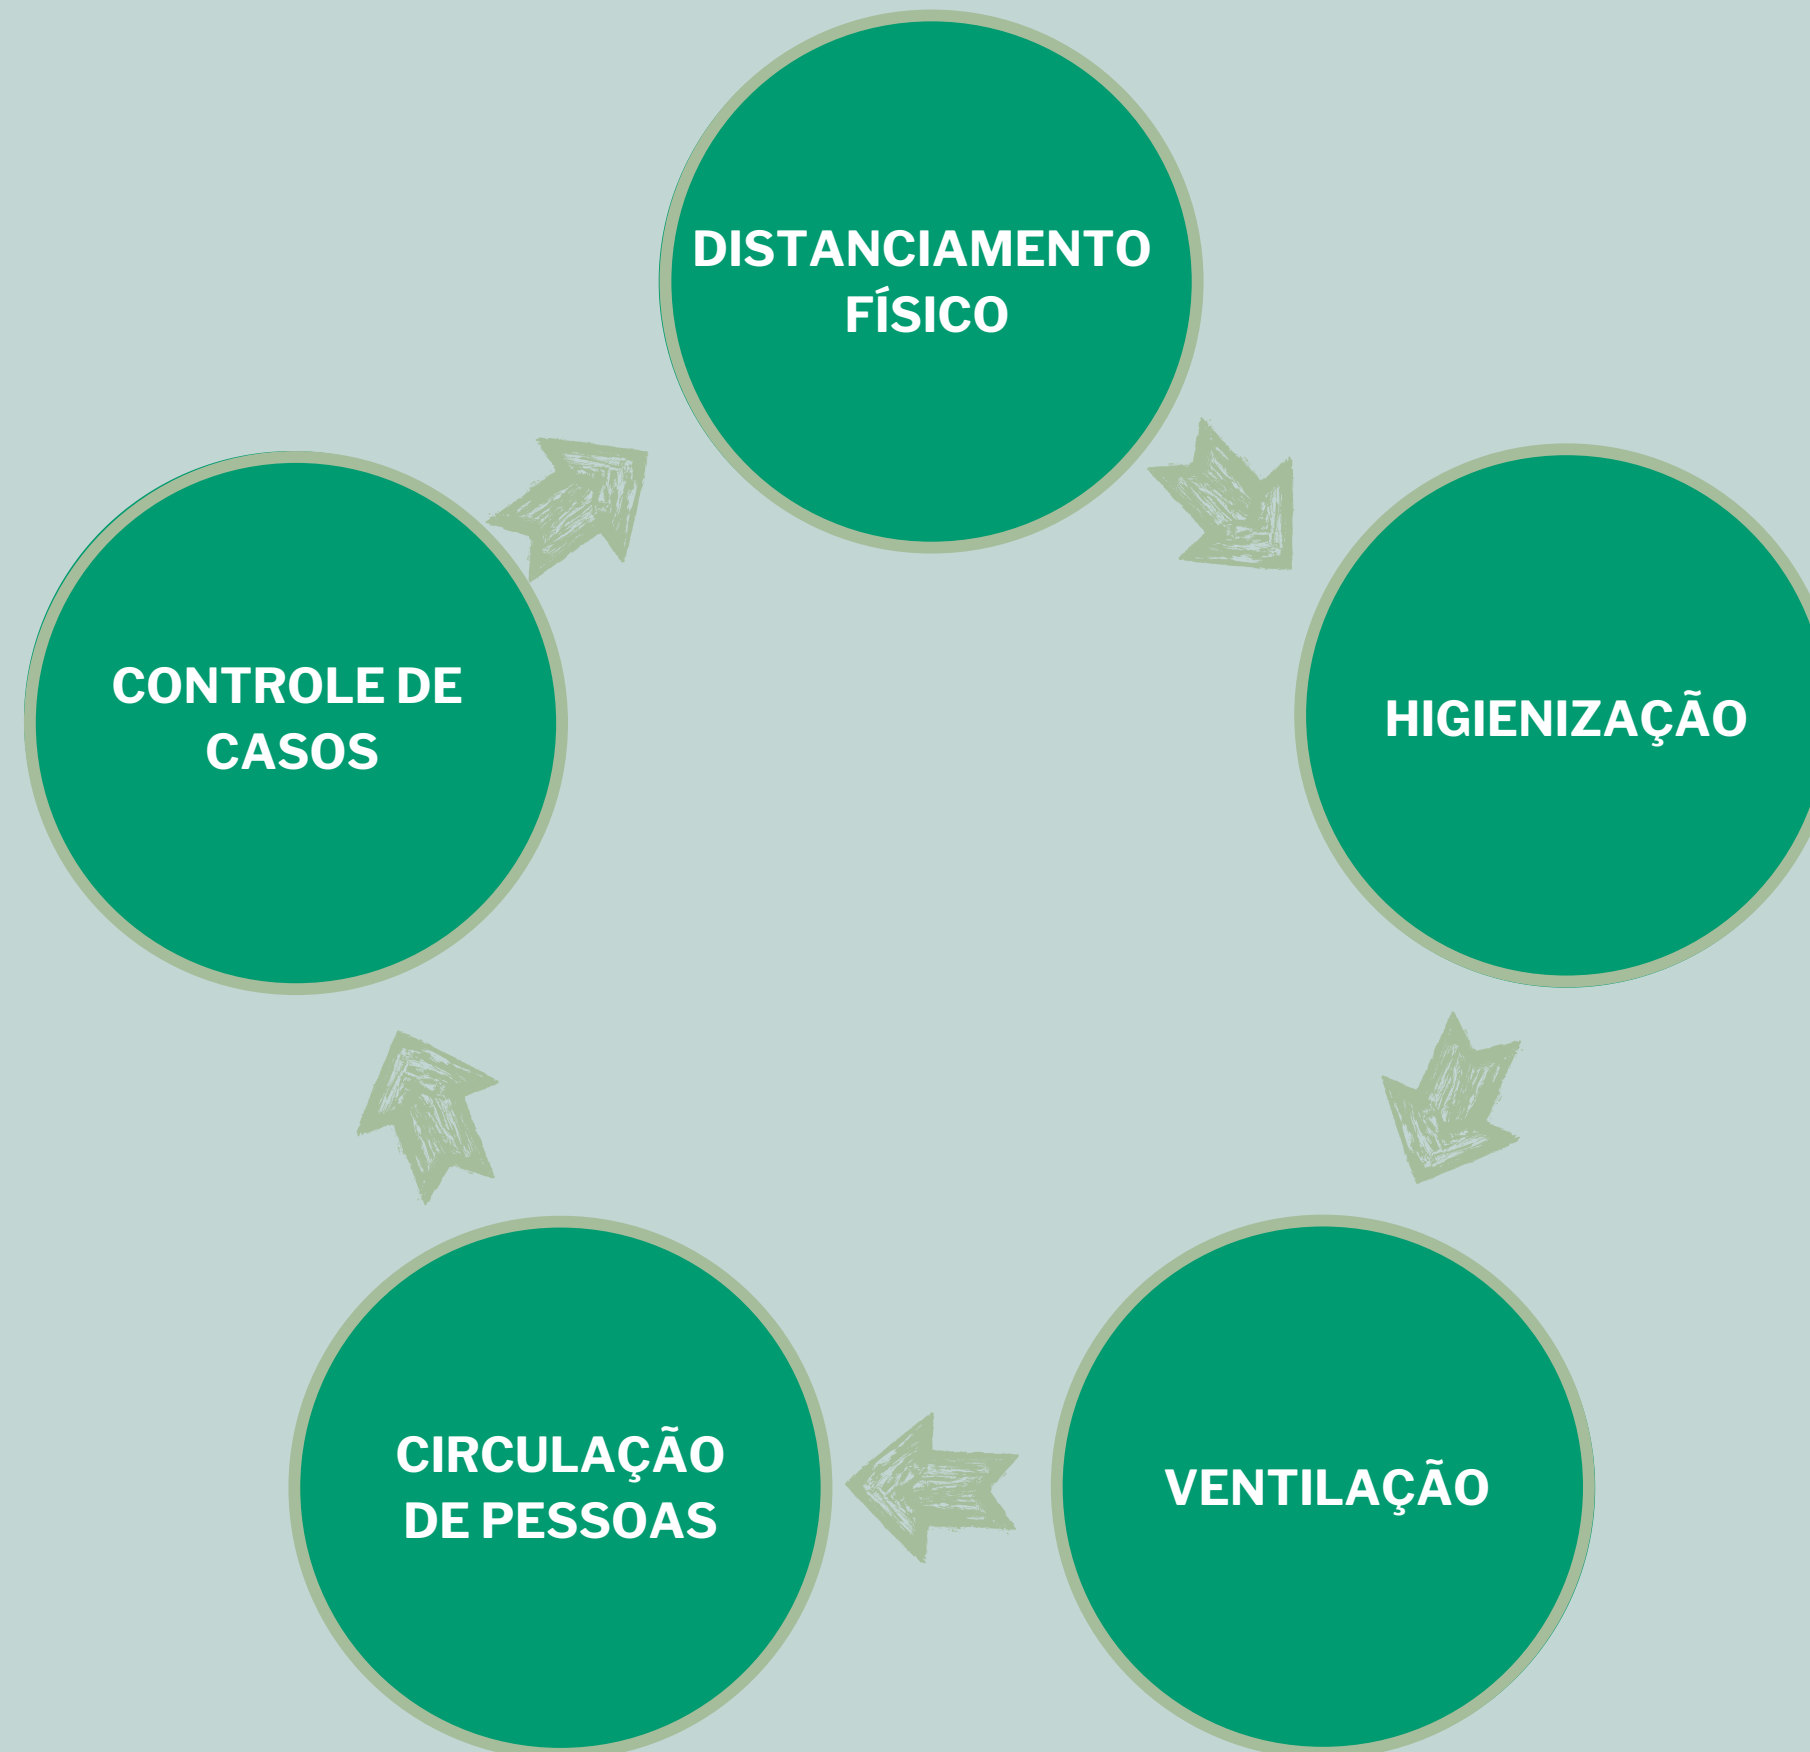 DISTANCIAMENTO
FÍSICO
HIGIENIZAÇÃO
VENTILAÇÃO
CIRCULAÇÃO
DE PESSOAS
CONTROLE DE
CASOS